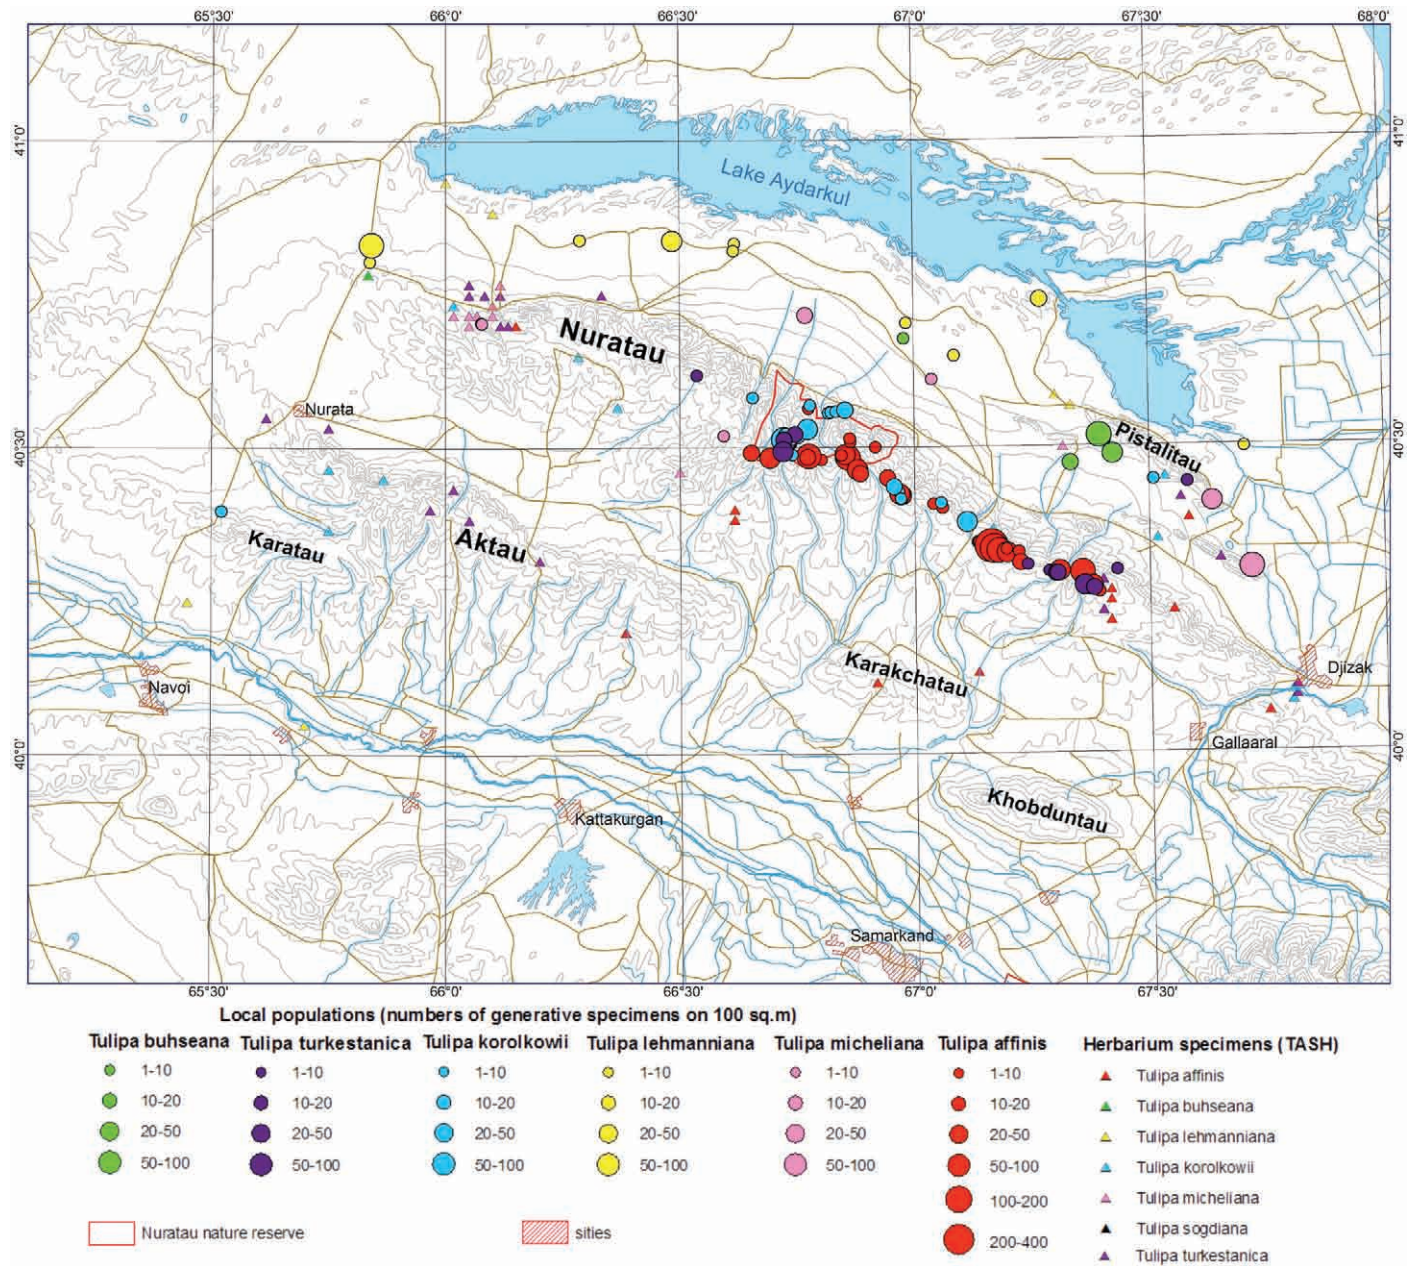 65°30' 66°0' 66°30' 67°0' 67°30' 68°0'
41°0' 41°0'
Lake Aydarkul
Nuratau
Nurata
Pistalitau
40°30' 40°30'
Karatau
Aktau
Navoi
Karakchatau
Djizak
Gallaaral
40°0' 40°0'
Khobduntau
Kattakurgan
Samarkand
65°30' 66°0' 66°30' 67°0' 67°30'
Local populations (numbers of generative specimens on 100 sq.m)
Tulipa buhseana Tulipa turkestanica Tulipa korolkowii Tulipa lehmanniana Tulipa micheliana Tulipa affinis Herbarium specimens (TASH)
1-10 1-10 1-10 1-10 1-10 1-10 Tulipa affinis
10-20 10-20 10-20 10-20 10-20 10-20 Tulipa buhseana
20-50 20-50 20-50 20-50 20-50 20-50 Tulipa lehmanniana
50-100 50-100 50-100 50-100 50-100 50-100 Tulipa korolkowii
100-200 Tulipa micheliana
Nuratau nature reserve sities 200-400 Tulipa sogdiana
Tulipa turkestanica